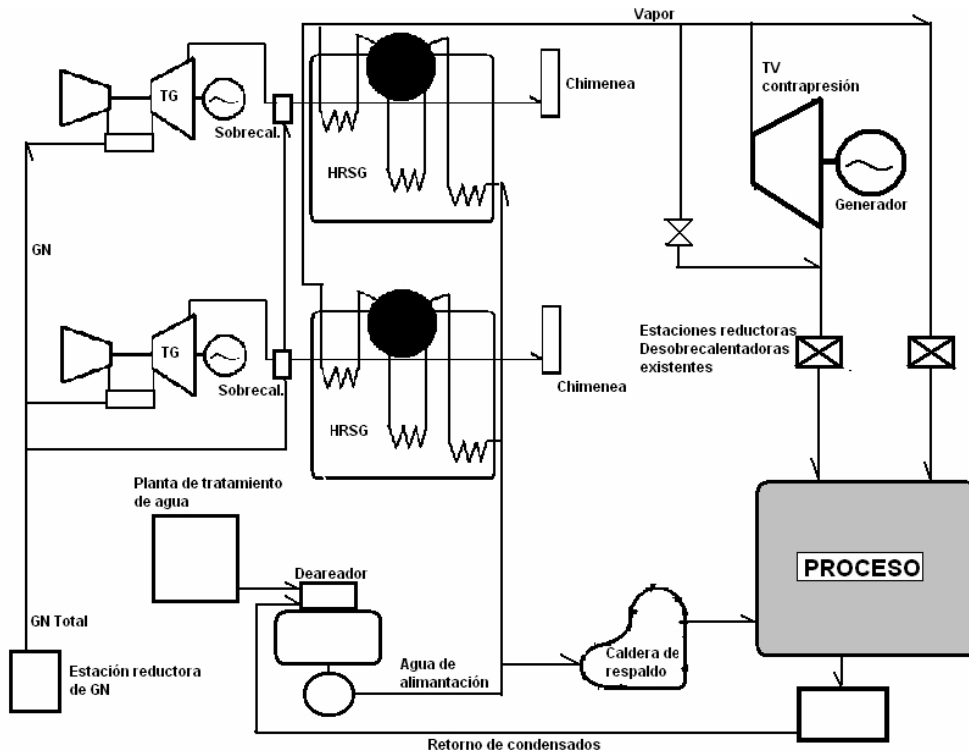 Vapor
TG
Sobrecal.
HRSG
Chimenea
TV
contrapresión
Generador
GN
TG
Sobrecal.
HRSG
Chimenea
Estaciones reductoras
Desobrecalentadoras
existentes
Planta de tratamiento
de agua
Deareador
PROCESO
GN Total
Estación reductora
de GN
Agua de
alimantación
Caldera de
respaldo
Retorno de condensados